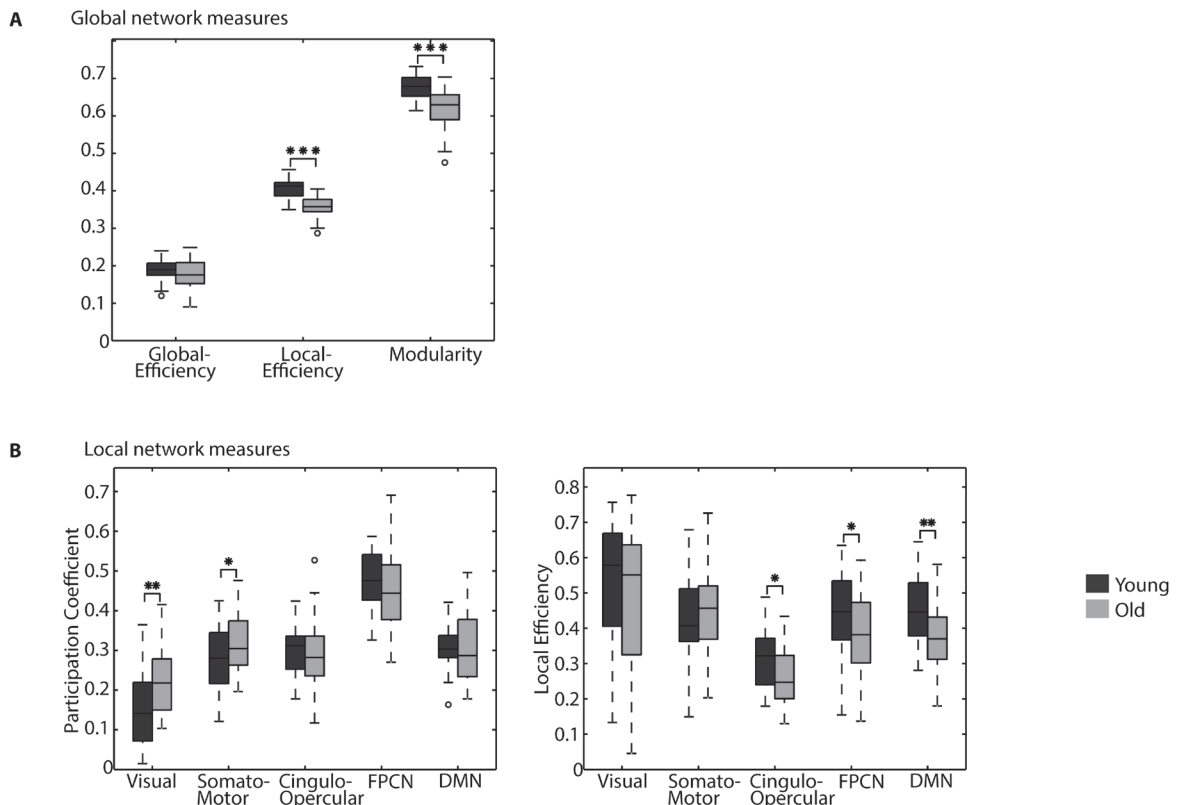 A Global network measures
***
***
0.7
0.6
0.5
0.4
0.3
0.2
0.1
0
Global-
Efficiency
Local-
Efficiency
Modularity
B Local network measures
Participation Coefficient
0.7
0.6
0.5
0.4
0.3
0.2
0.1
0
**
*
Visual
Somato-
Motor
Cingulo-
Opercular
FPCN
DMN
Local Efficiency
0.8
0.7
0.6
0.5
0.4
0.3
0.2
0.1
0
*
*
**
Visual
Somato-
Motor
Cingulo-
Opercular
FPCN
DMN
Young
Old